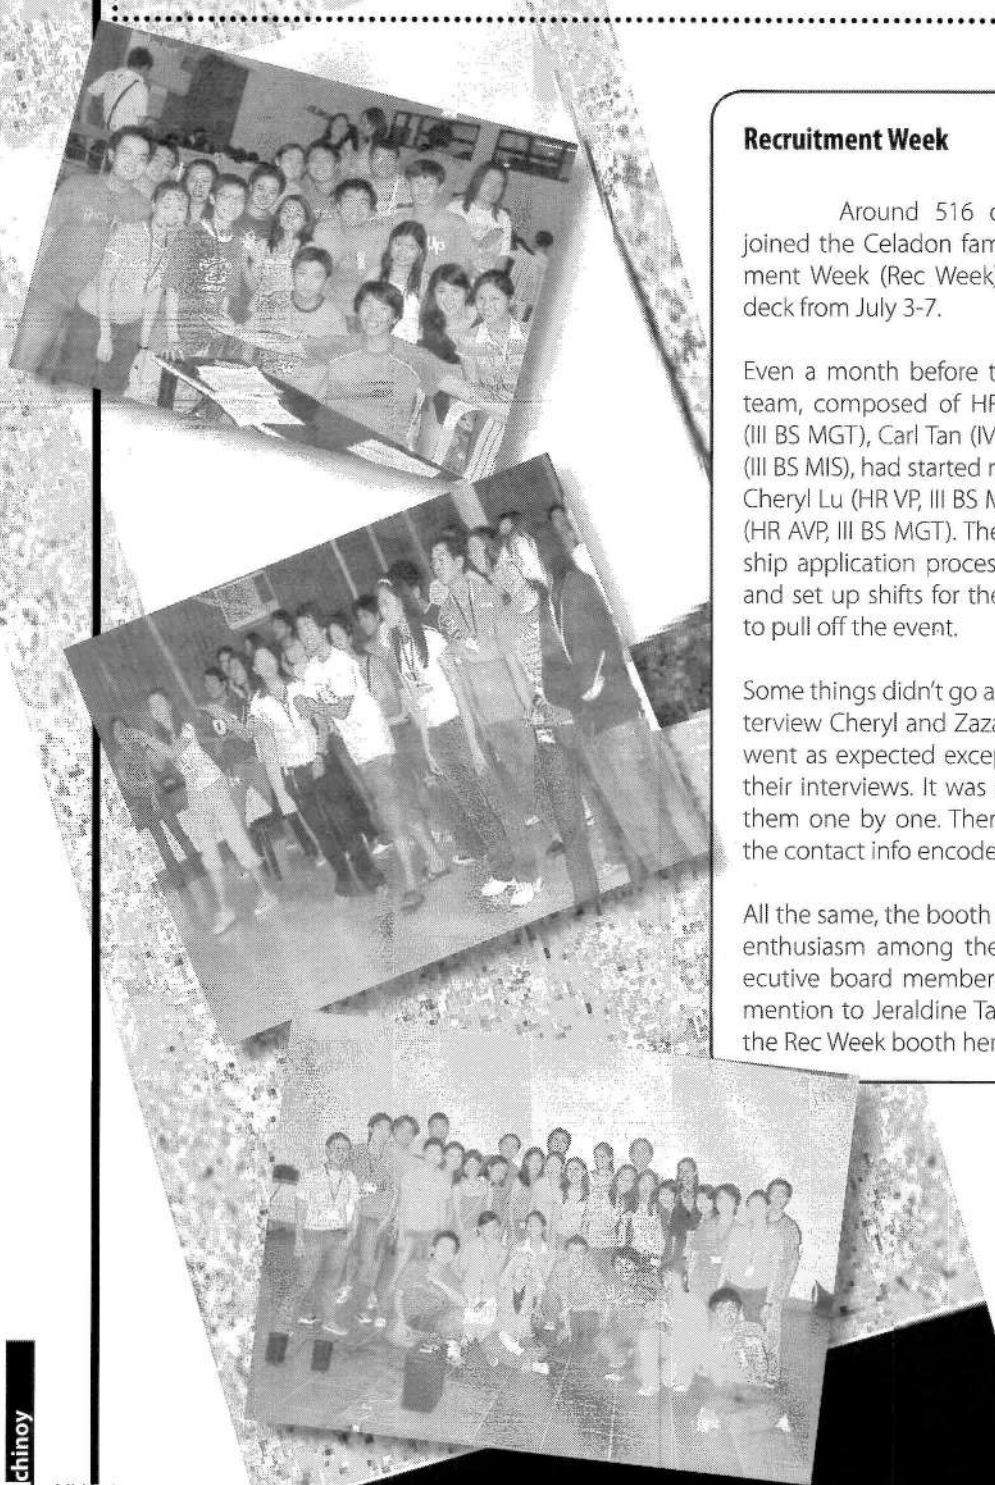 Recruitment Week
Around 516
joined the Celadon fam
ment Week (Rec Week)
deck from July 3-7.
Even a month before t
team, composed of HR
(III BS MGT), Carl Tan (IV
(III BS MIS), had started
Cheryl Lu (HR VP, III BS M
(HR AVP, III BS MGT). The
ship application proces
and set up shifts for the
to pull off the event.
Some things didn't go a
terview Cheryl and Zaza
went as expected excep
their interviews. It was
them one by one. Ther
the contact info encode
All the same, the booth
enthusiasm among the
ecutive board member
mention to Jeraldine Ta
the Rec Week booth her
chinoy